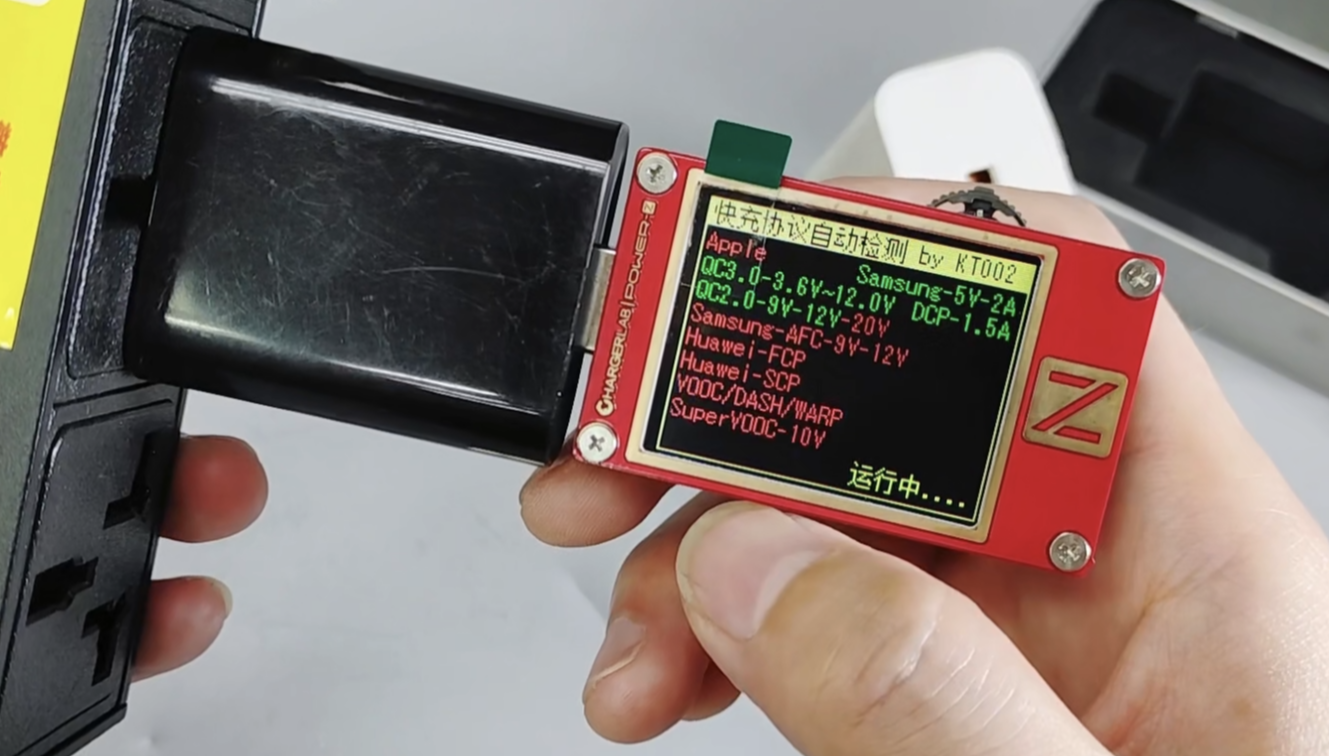 快充协议自动检测 by KT002
Apple Samsung-5V-2A
QC3.0-3.6V~12.0V DCP-1.5A
QC2.0-9V-12V-20V
Samsung-AFC-9V-12V
Huawei-FCP
Huawei-SCP
VOOC/DASH/WARP
SuperVOOC-10V
运行中....
CHARGERLAB|POWER-Z
Z